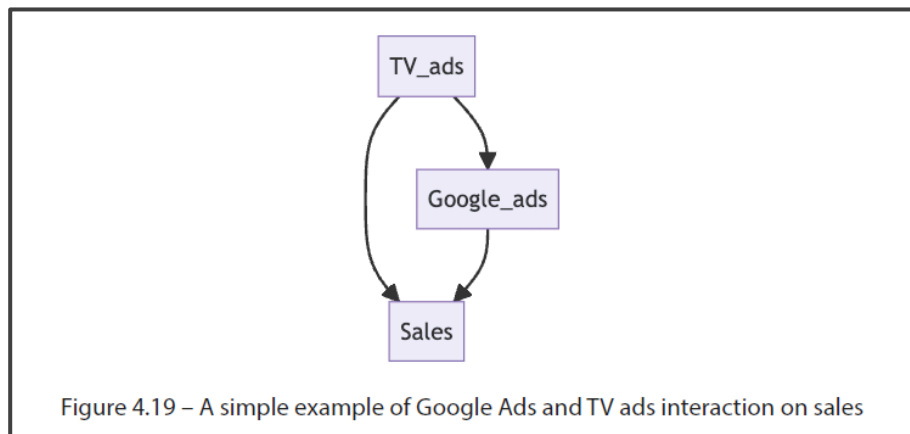 TV_ads
Google_ads
Sales
Figure 4.19 – A simple example of Google Ads and TV ads interaction on sales